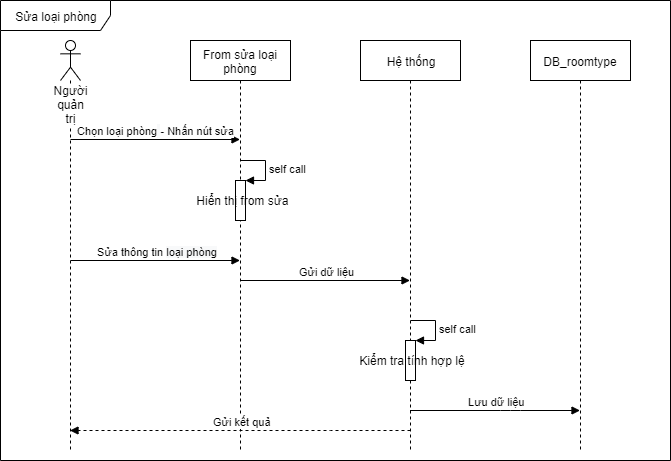 Sửa loại phòng
From sửa loại
phòng
Hệ thống
DB_roomtype
Người
quản
trị
Chọn loại phòng - Nhấn nút sửa
self call
Hiển thị from sửa
Sửa thông tin loại phòng
Gửi dữ liệu
self call
Kiểm tra tính hợp lệ
Lưu dữ liệu
Gửi kết quả